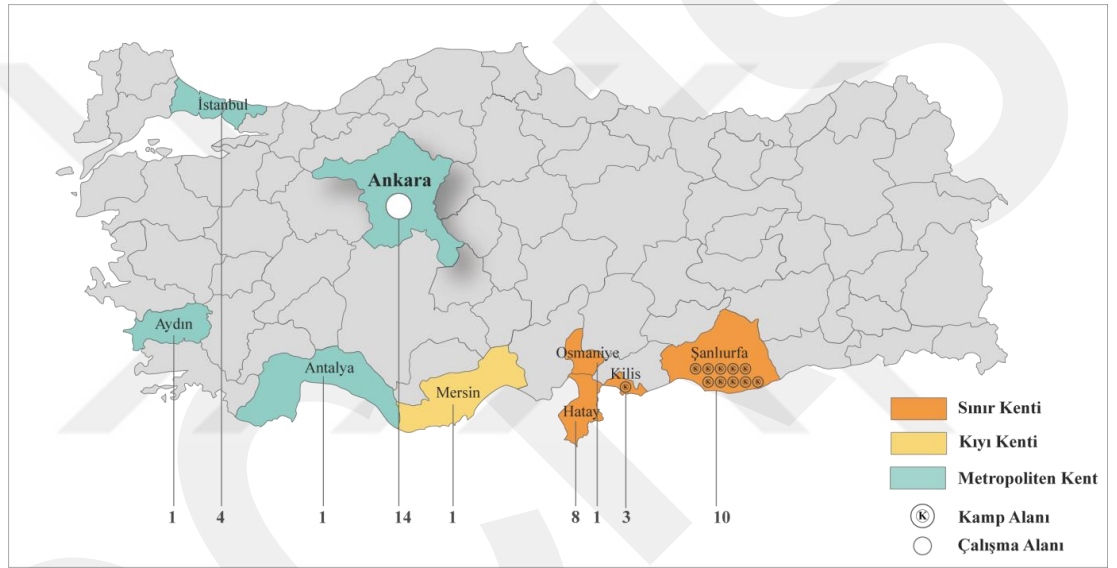 İstanbul
Ankara
Aydın
Antalya
Mersin
Osmaniye
Kilis
Hatay
Şanlıurfa
K K K K K
K K K K K
K
Sınır Kenti
Kıyı Kenti
Metropoliten Kent
K Kamp Alanı
Çalışma Alanı
1 4 1 14 1 8 1 3 10